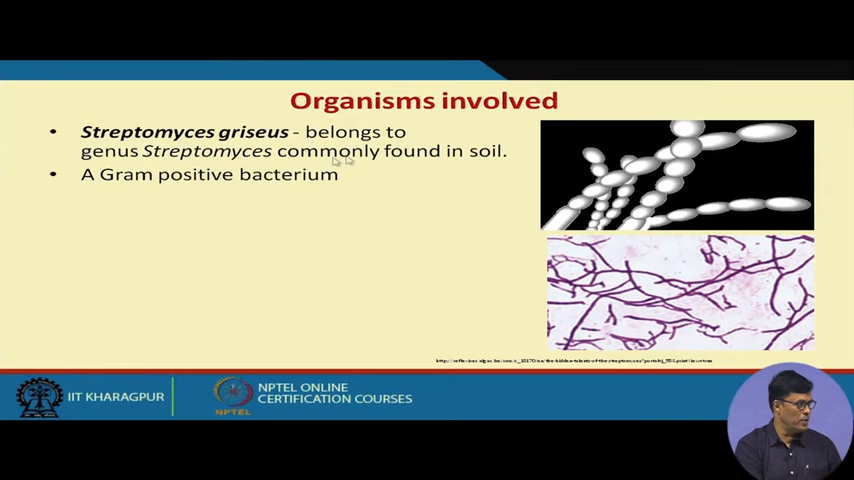 Organisms involved
• Streptomyces griseus - belongs to
genus Streptomyces commonly found in soil.
• A Gram positive bacterium
IIT KHARAGPUR
NPTEL
NPTEL ONLINE
CERTIFICATION COURSES